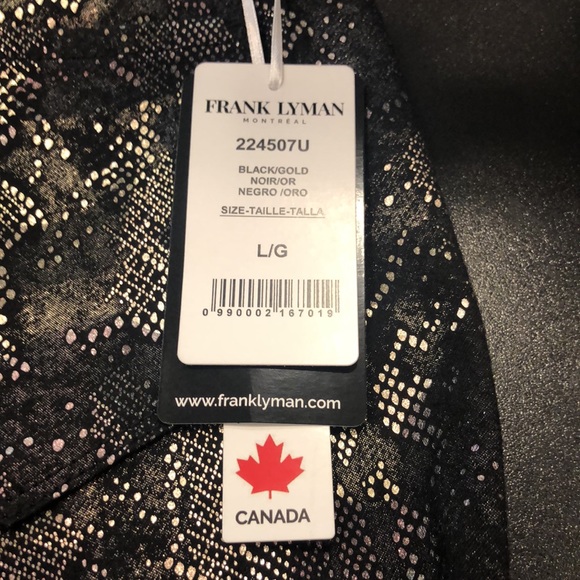 FRANK LYMAN
MONTRÉAL
224507U
BLACK/GOLD
NOIR/OR
NEGRO /ORO
SIZE-TAILLE-TALLA
L/G
0 990002 167019
www.franklyman.com
CANADA